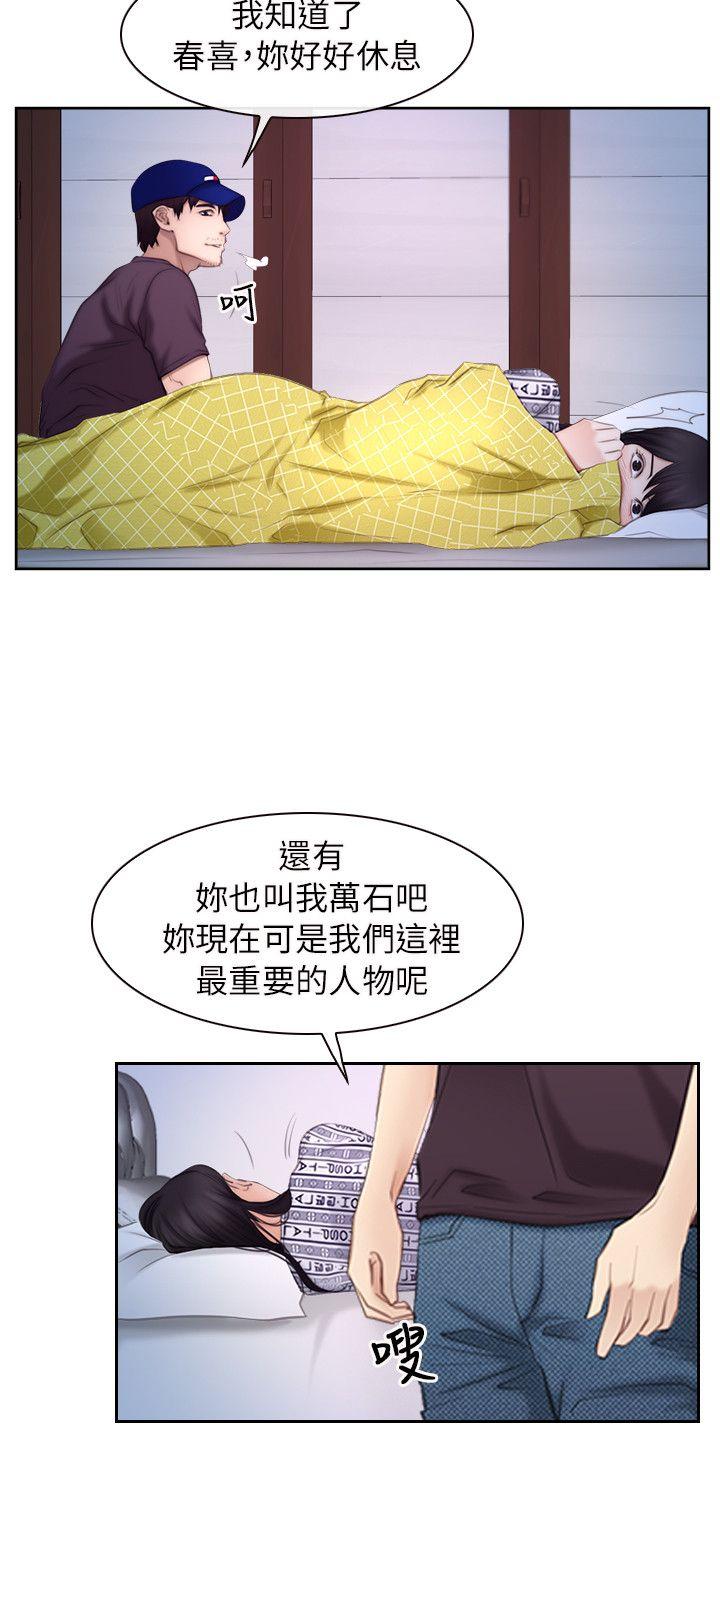 我知道了
春喜,妳好好休息
呵
還有
妳也叫我萬石吧
妳現在可是我們這裡
最重要的人物呢
嗖